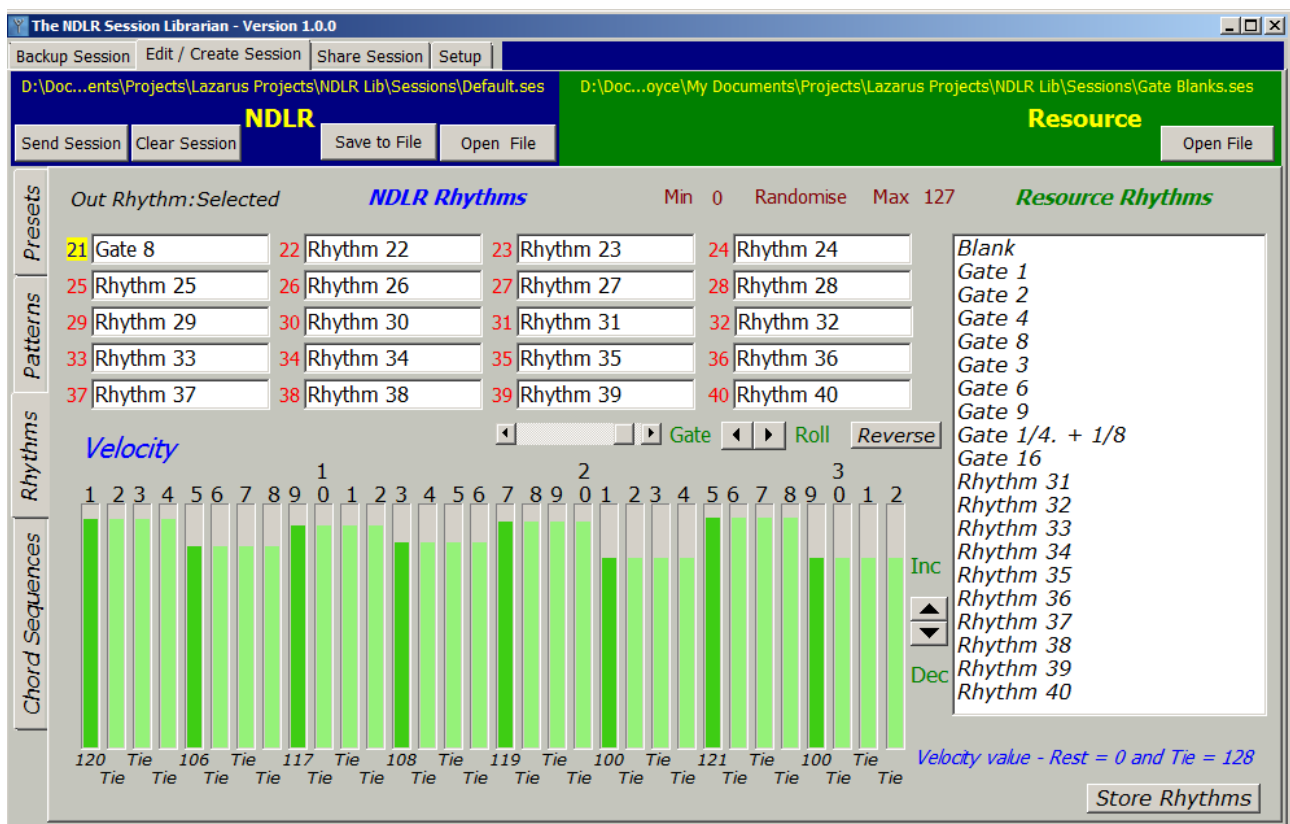 The NDLR Session Librarian - Version 1.0.0
Backup Session Edit / Create Session Share Session Setup
D:\Doc...ents\Projects\Lazarus Projects\NDLR Lib\Sessions\Default.ses D:\Doc...oyce\My Documents\Projects\Lazarus Projects\NDLR Lib\Sessions\Gate Blanks.ses
NDLR Resource
Send Session Clear Session Save to File Open File Open File
Presets
Patterns
Rhythms
Chord Sequences
Out Rhythm:Selected NDLR Rhythms Min 0 Randomise Max 127 Resource Rhythms
21 Gate 8 22 Rhythm 22 23 Rhythm 23 24 Rhythm 24
25 Rhythm 25 26 Rhythm 26 27 Rhythm 27 28 Rhythm 28
29 Rhythm 29 30 Rhythm 30 31 Rhythm 31 32 Rhythm 32
33 Rhythm 33 34 Rhythm 34 35 Rhythm 35 36 Rhythm 36
37 Rhythm 37 38 Rhythm 38 39 Rhythm 39 40 Rhythm 40
Velocity Gate Roll Reverse
1 2 3
1 2 3 4 5 6 7 8 9 0 1 2 3 4 5 6 7 8 9 0 1 2 3 4 5 6 7 8 9 0 1 2
Inc
Dec
120 Tie 106 Tie 117 Tie 108 Tie 119 Tie 100 Tie 121 Tie 100 Tie
Tie Tie Tie Tie Tie Tie Tie Tie Tie Tie Tie Tie Tie Tie Tie Tie
Blank
Gate 1
Gate 2
Gate 4
Gate 8
Gate 3
Gate 6
Gate 9
Gate 1/4. + 1/8
Gate 16
Rhythm 31
Rhythm 32
Rhythm 33
Rhythm 34
Rhythm 35
Rhythm 36
Rhythm 37
Rhythm 38
Rhythm 39
Rhythm 40
Velocity value - Rest = 0 and Tie = 128
Store Rhythms